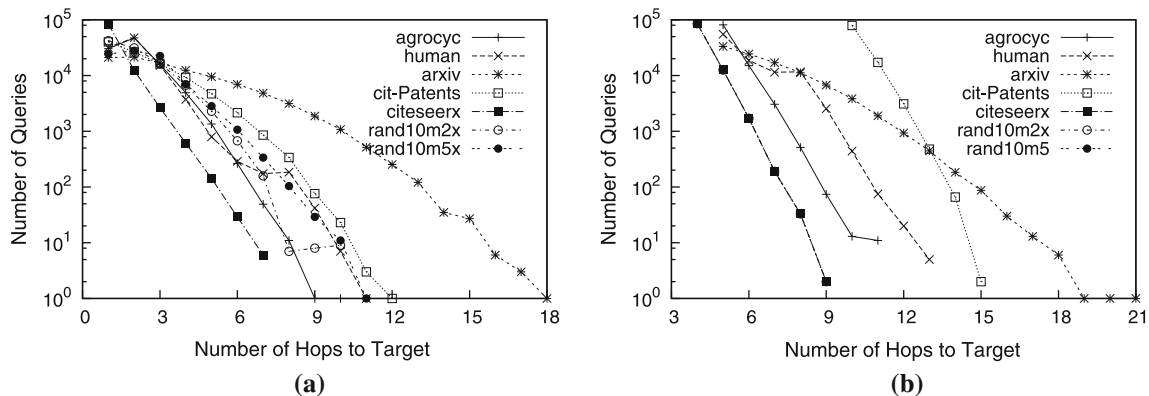 10^5
10^4
10^3
10^2
10^1
10^0
Number of Queries
0 3 6 9 12 15 18
Number of Hops to Target
agrocyc
human
arxiv
cit-Patents
citeseerx
rand10m2x
rand10m5x
(a)
10^5
10^4
10^3
10^2
10^1
10^0
Number of Queries
3 6 9 12 15 18 21
Number of Hops to Target
agrocyc
human
arxiv
cit-Patents
citeseerx
rand10m2x
rand10m5
(b)